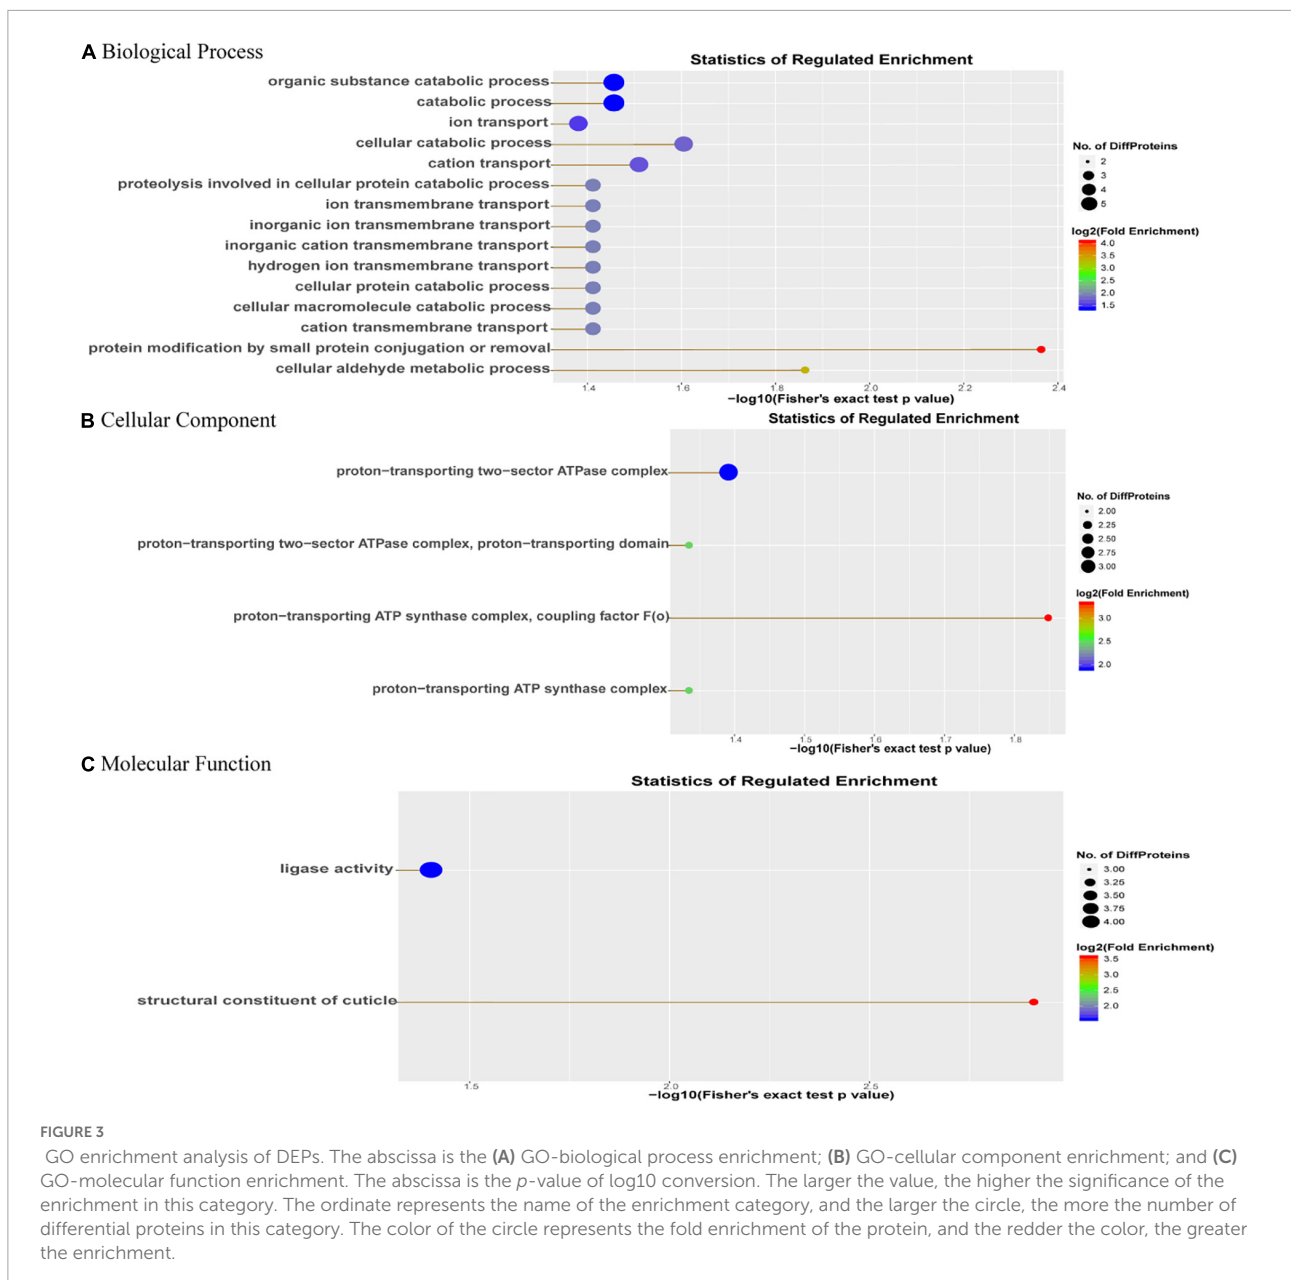 A Biological Process
Statistics of Regulated Enrichment
organic substance catabolic process
catabolic process
ion transport
cellular catabolic process
cation transport
proteolysis involved in cellular protein catabolic process
ion transmembrane transport
inorganic ion transmembrane transport
inorganic cation transmembrane transport
hydrogen ion transmembrane transport
cellular protein catabolic process
cellular macromolecule catabolic process
cation transmembrane transport
protein modification by small protein conjugation or removal
cellular aldehyde metabolic process
1.4 1.6 1.8 2.0 2.2 2.4
−log10(Fisher's exact test p value)
No. of DiffProteins
2
3
4
5
log2(Fold Enrichment)
4.0
3.5
3.0
2.5
2.0
1.5
B Cellular Component
Statistics of Regulated Enrichment
proton−transporting two−sector ATPase complex
proton−transporting two−sector ATPase complex, proton−transporting domain
proton−transporting ATP synthase complex, coupling factor F(o)
proton−transporting ATP synthase complex
1.4 1.5 1.6 1.7 1.8
−log10(Fisher's exact test p value)
No. of DiffProteins
2.00
2.25
2.50
2.75
3.00
log2(Fold Enrichment)
3.0
2.5
2.0
C Molecular Function
Statistics of Regulated Enrichment
ligase activity
structural constituent of cuticle
1.5 2.0 2.5
−log10(Fisher's exact test p value)
No. of DiffProteins
3.00
3.25
3.50
3.75
4.00
log2(Fold Enrichment)
3.5
3.0
2.5
2.0
FIGURE 3
GO enrichment analysis of DEPs. The abscissa is the (A) GO-biological process enrichment; (B) GO-cellular component enrichment; and (C)
GO-molecular function enrichment. The abscissa is the p-value of log10 conversion. The larger the value, the higher the significance of the
enrichment in this category. The ordinate represents the name of the enrichment category, and the larger the circle, the more the number of
differential proteins in this category. The color of the circle represents the fold enrichment of the protein, and the redder the color, the greater
the enrichment.